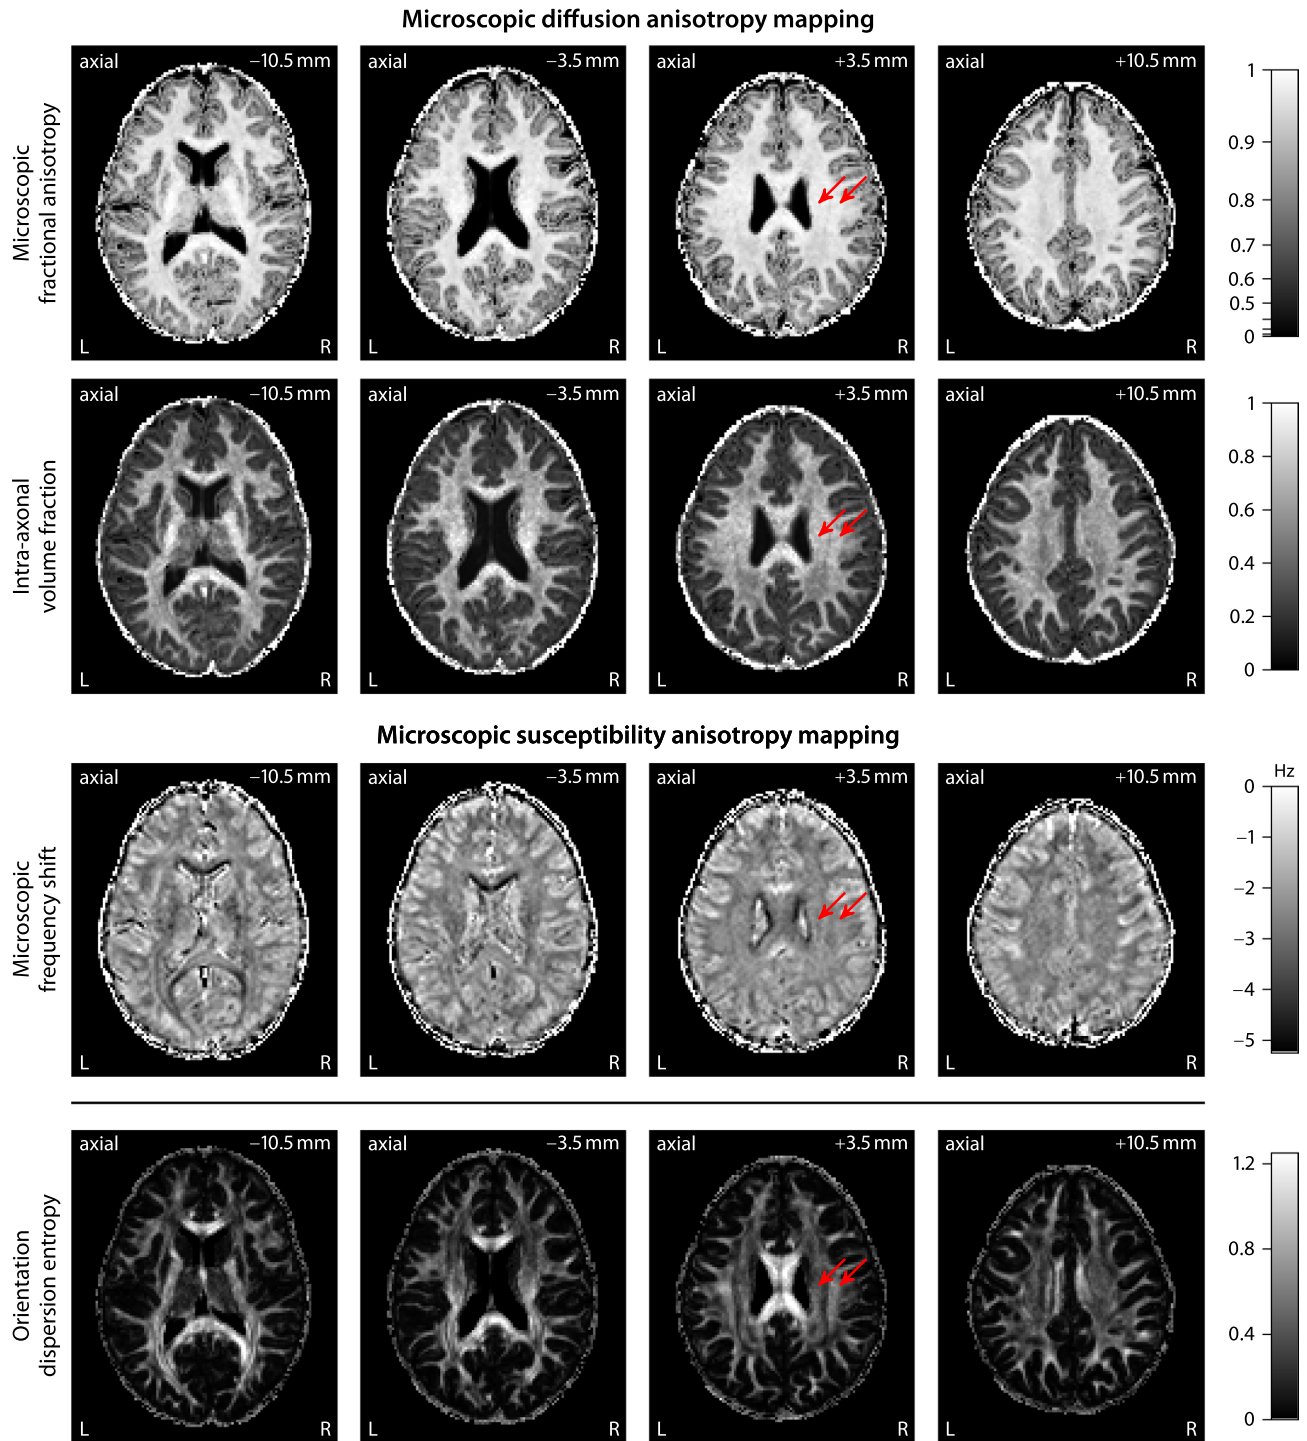 Microscopic diffusion anisotropy mapping
Microscopic
fractional anisotropy
axial −10.5 mm
L R
axial −3.5 mm
L R
axial +3.5 mm
L R
axial +10.5 mm
L R
1
0.9
0.8
0.7
0.6
0.5
0
Intra-axonal
volume fraction
axial −10.5 mm
L R
axial −3.5 mm
L R
axial +3.5 mm
L R
axial +10.5 mm
L R
1
0.8
0.6
0.4
0.2
0
Microscopic susceptibility anisotropy mapping
Microscopic
frequency shift
axial −10.5 mm
L R
axial −3.5 mm
L R
axial +3.5 mm
L R
axial +10.5 mm
L R
Hz
0
−1
−2
−3
−4
−5
Orientation
dispersion entropy
axial −10.5 mm
L R
axial −3.5 mm
L R
axial +3.5 mm
L R
axial +10.5 mm
L R
1.2
0.8
0.4
0